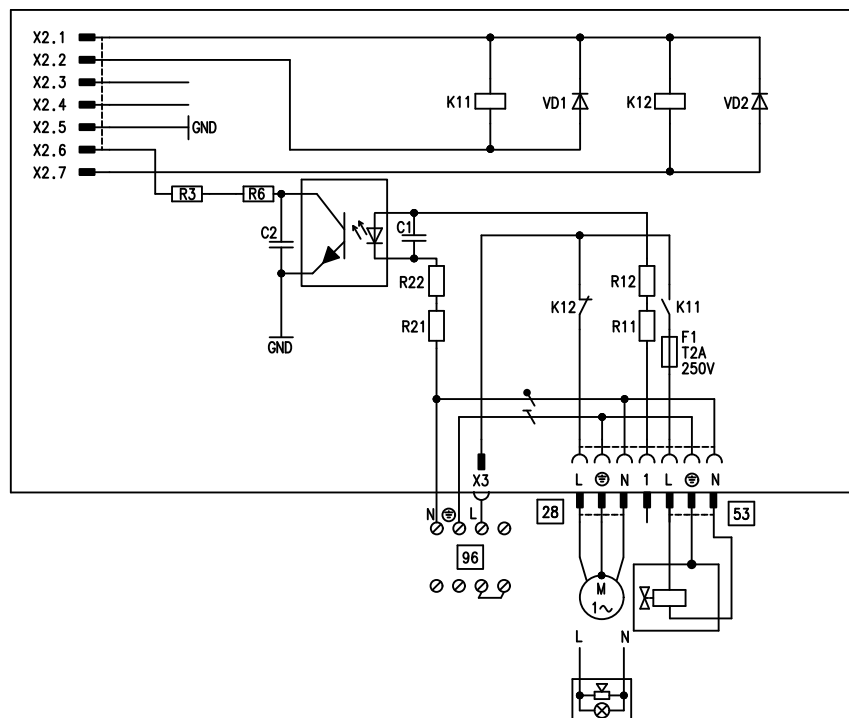 X2.1
X2.2
X2.3
X2.4
X2.5
X2.6
X2.7
GND
K11
VD1
K12
VD2
R3
R6
C2
C1
GND
R22
R21
K12
R12
R11
K11
F1
T2A
250V
X3
L
N
1
L
N
N
L
28
53
96
M
1~
L
N